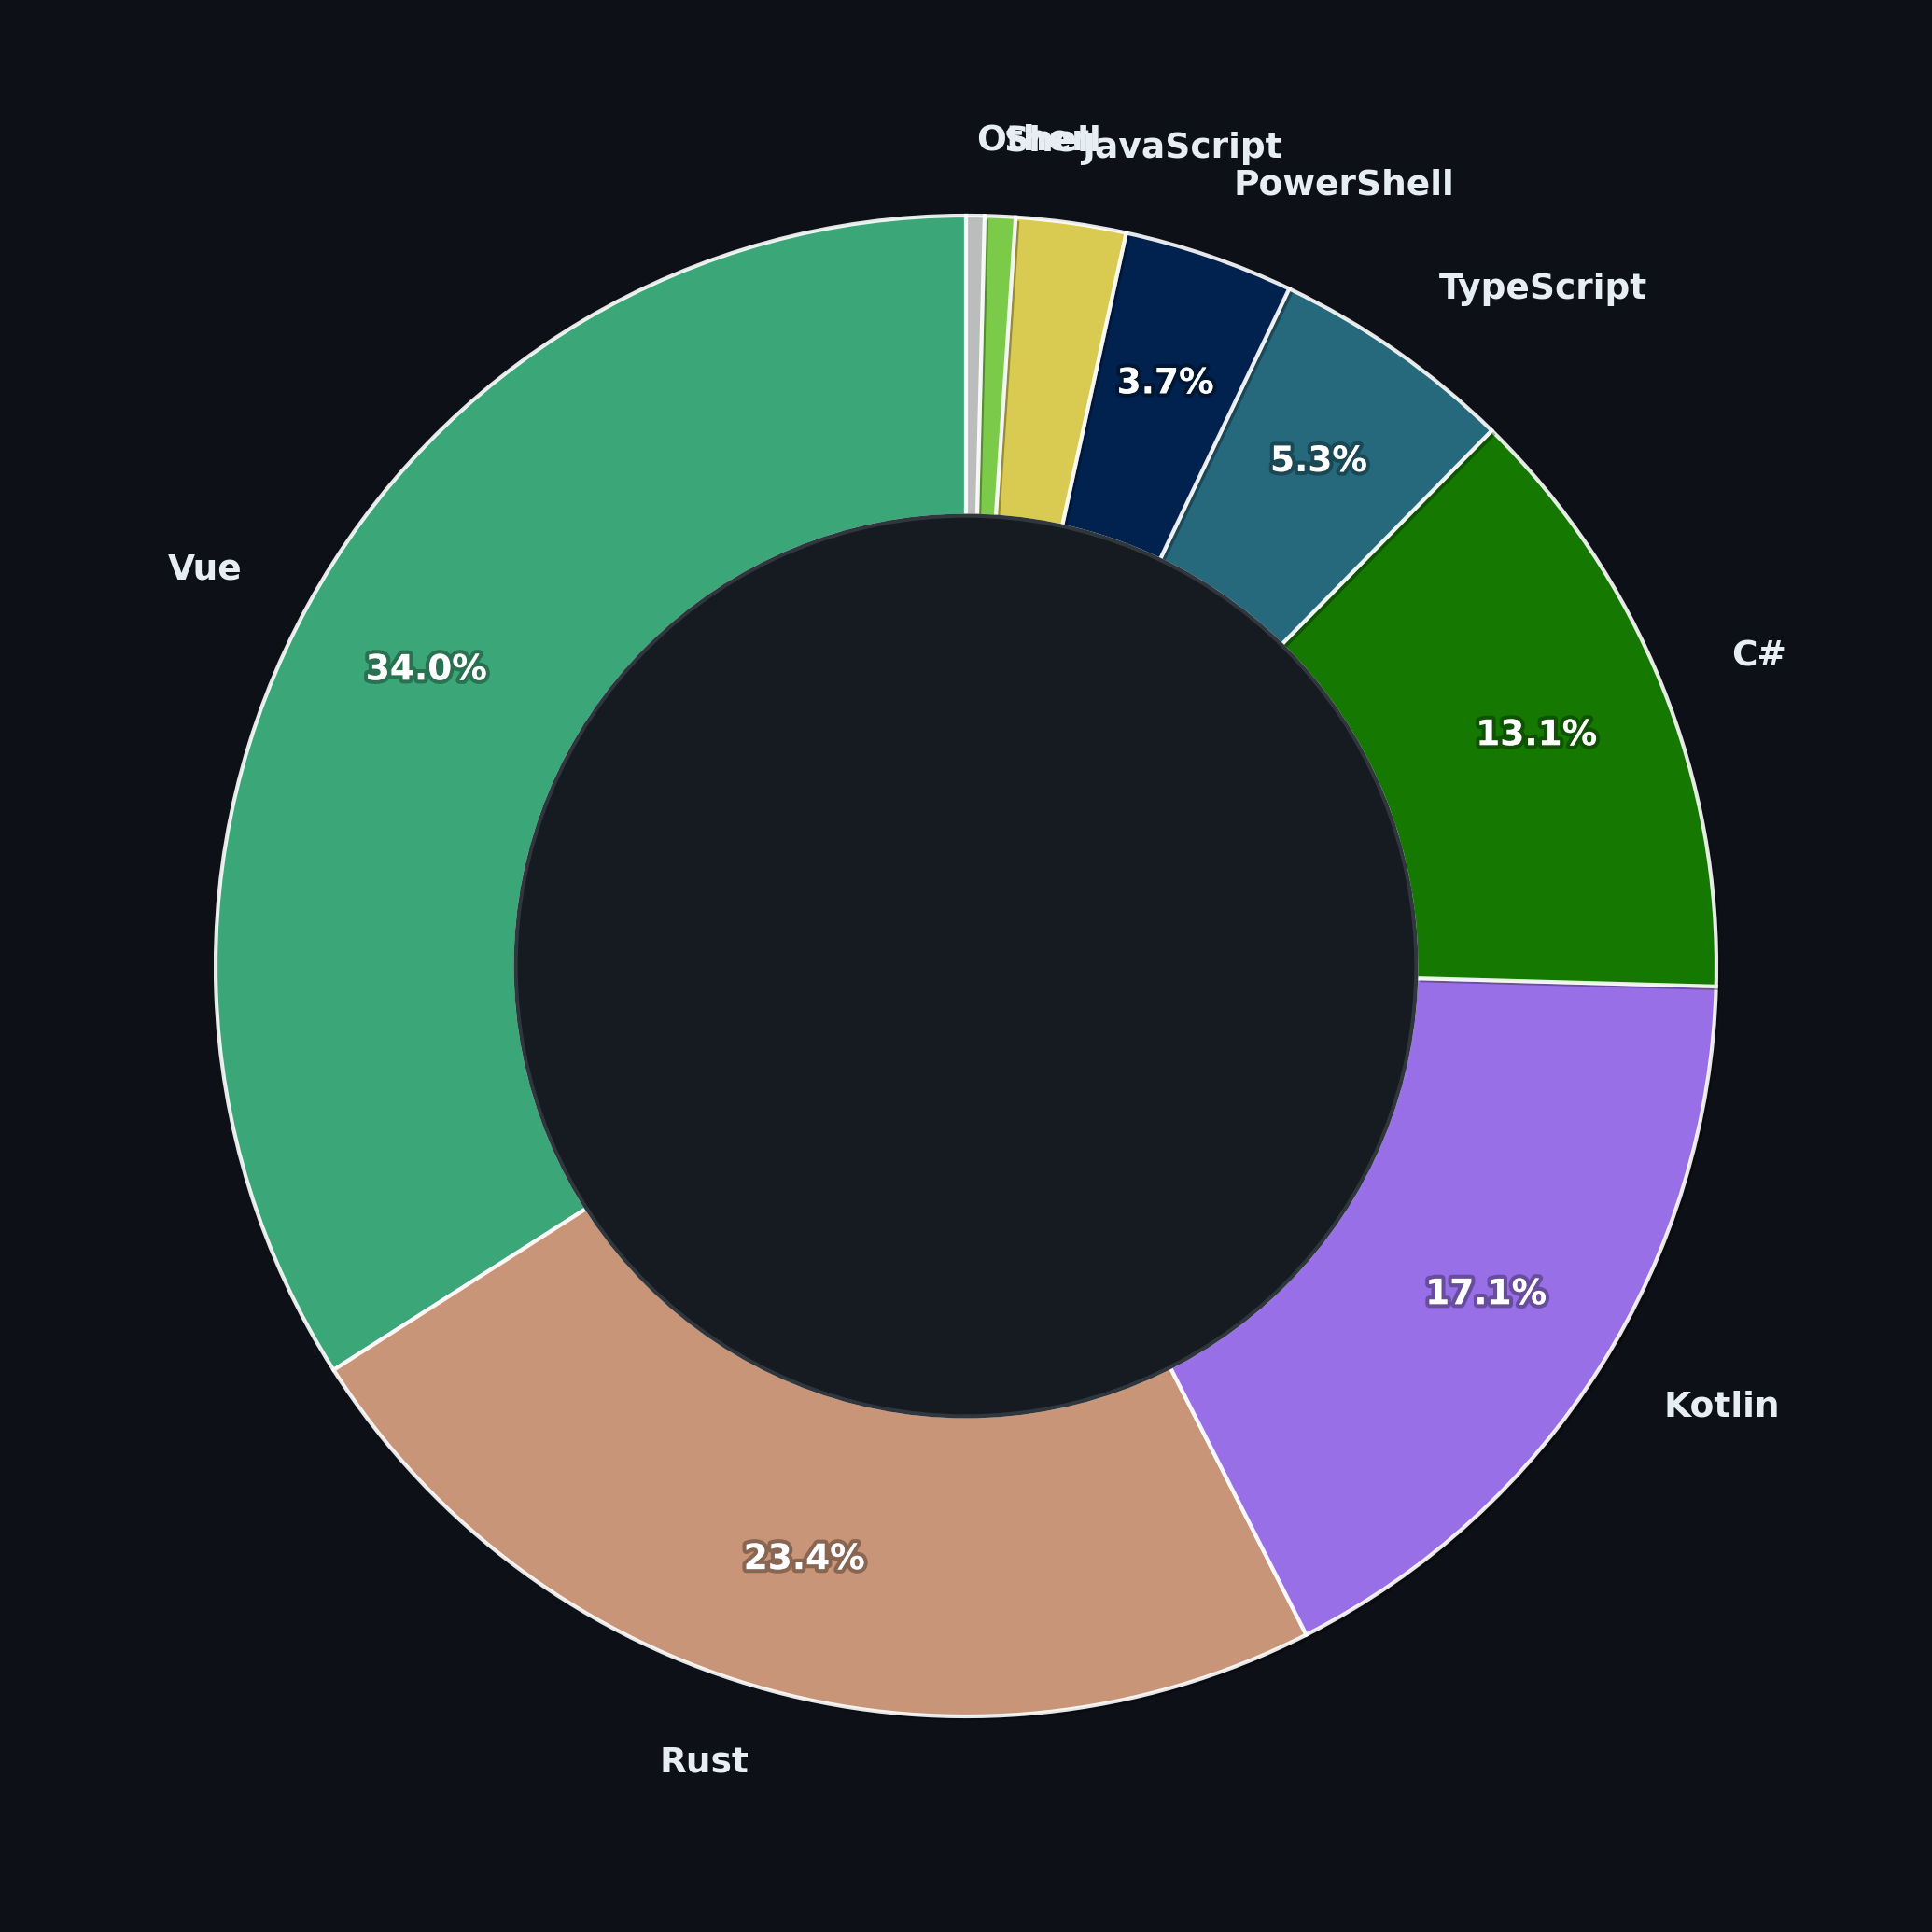 Shell
JavaScript
PowerShell
TypeScript
3.7%
5.3%
Vue
C#
34.0%
13.1%
17.1%
Kotlin
23.4%
Rust